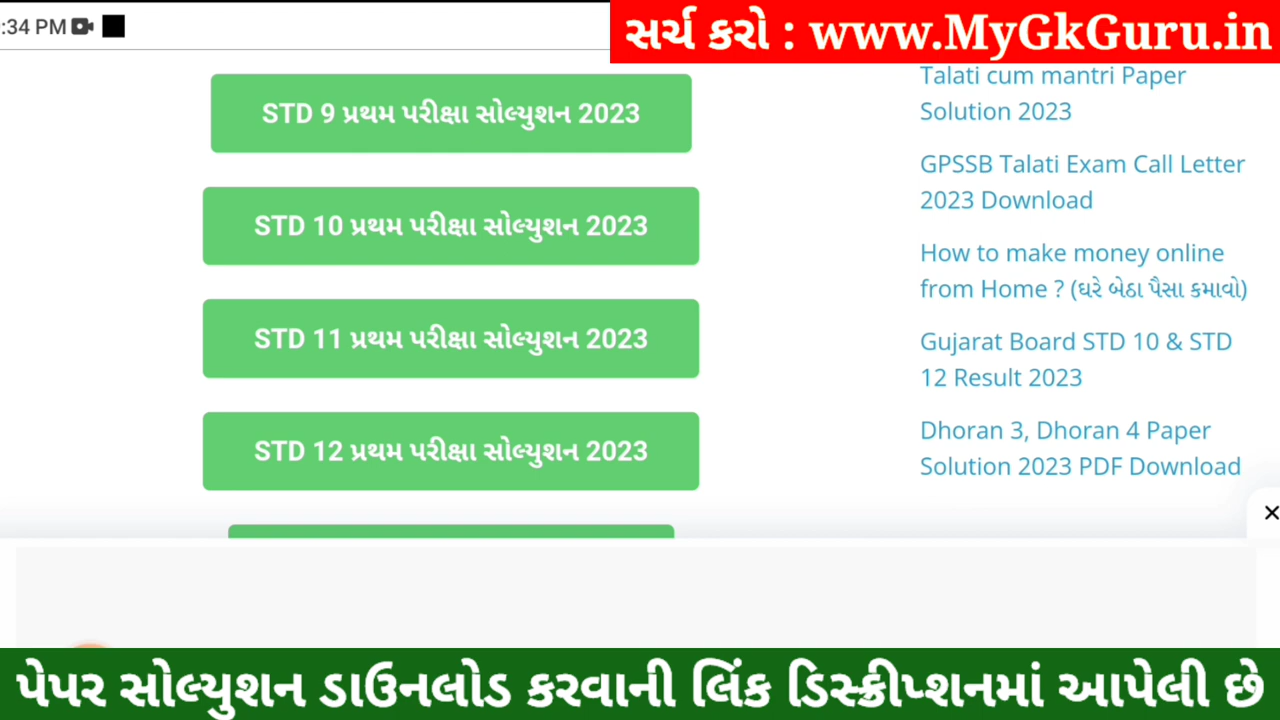 :34 PM
સર્ચ કરો : www.MyGkGuru.in
STD 9 પ્રથમ પરીક્ષા સોલ્યુશન 2023
STD 10 પ્રથમ પરીક્ષા સોલ્યુશન 2023
STD 11 પ્રથમ પરીક્ષા સોલ્યુશન 2023
STD 12 પ્રથમ પરીક્ષા સોલ્યુશન 2023
Talati cum mantri Paper
Solution 2023
GPSSB Talati Exam Call Letter
2023 Download
How to make money online
from Home ? (ઘરે બેઠા પૈસા કમાવો)
Gujarat Board STD 10 & STD
12 Result 2023
Dhoran 3, Dhoran 4 Paper
Solution 2023 PDF Download
પેપર સોલ્યુશન ડાઉનલોડ કરવાની લિંક ડિસ્ક્રીપ્શનમાં આપેલી છે